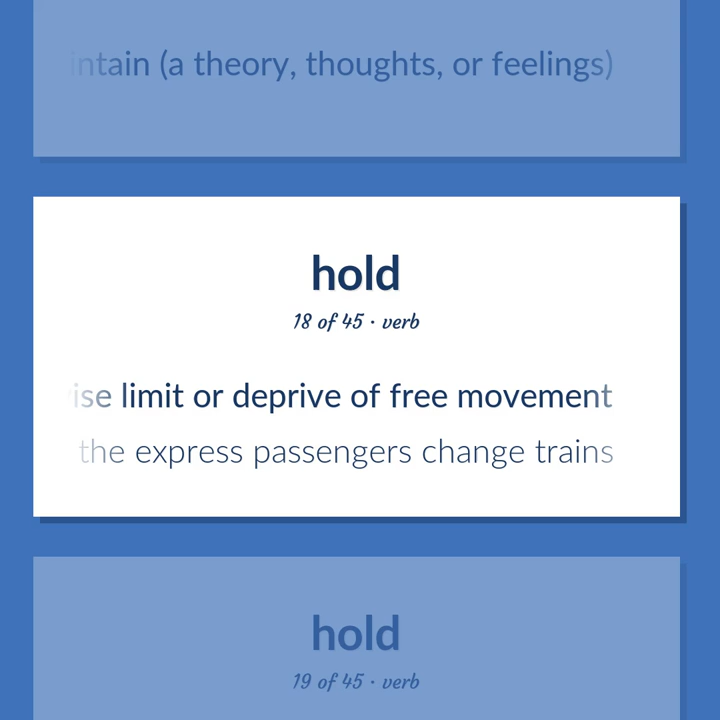 (a theory, thoughts, or feelings)
hold
18 of 45 · verb
limit or deprive of free movement
the express passengers change trains
hold
19 of 45 · verb